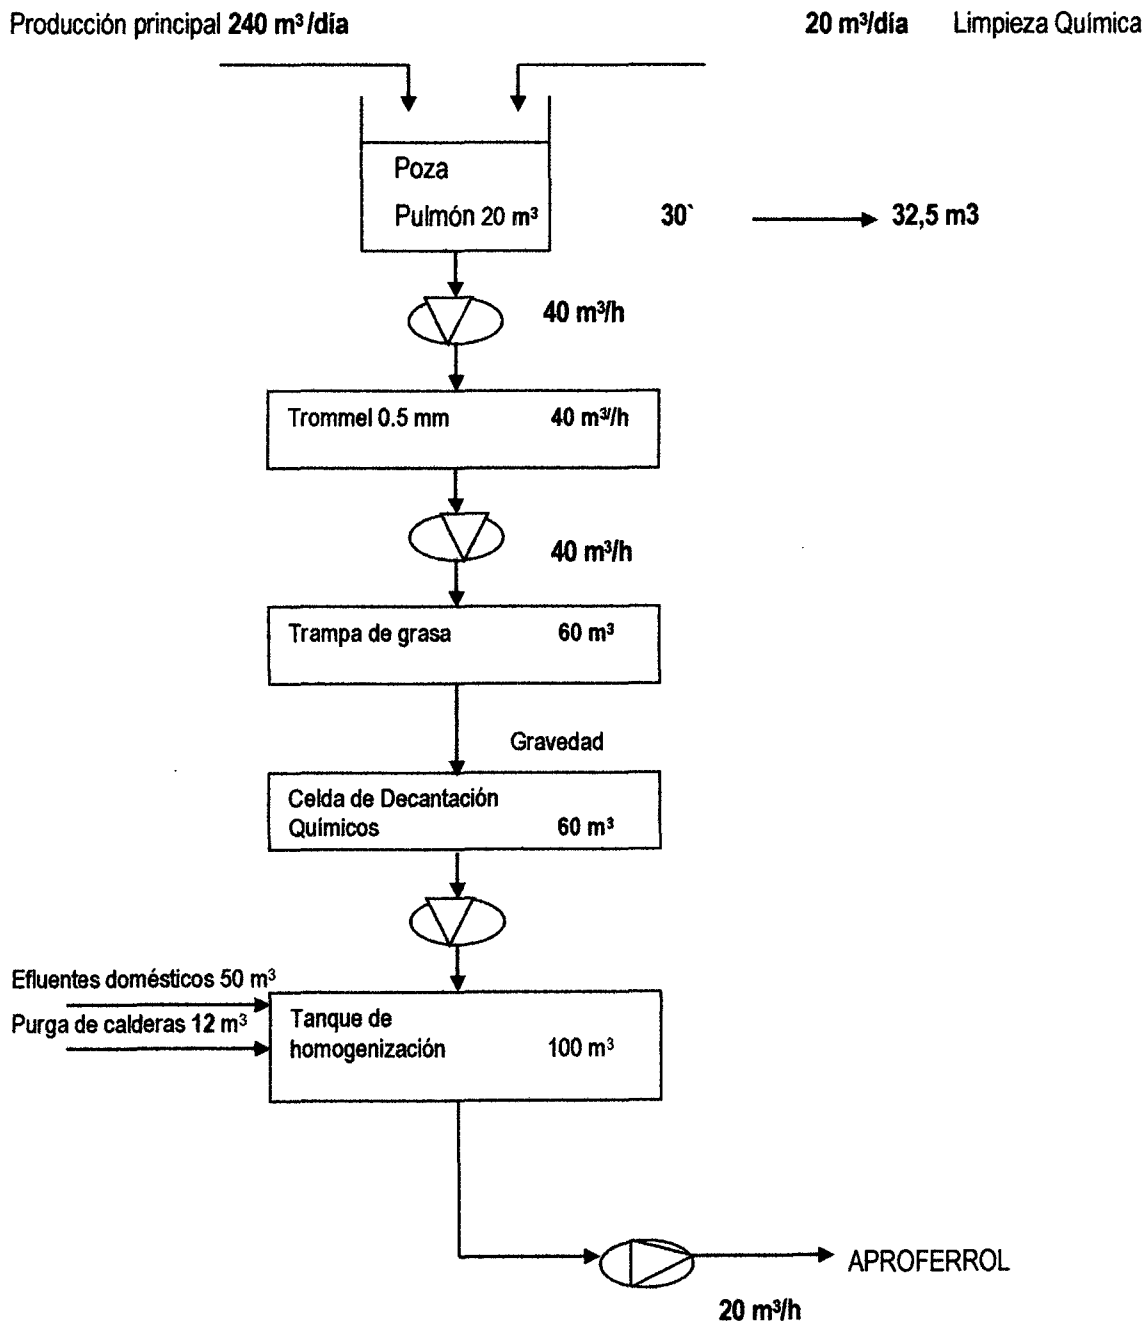 Producción principal 240 m³/día 20 m³/día Limpieza Química
Poza
Pulmón 20 m³ 30` 32,5 m3
40 m³/h
Trommel 0.5 mm 40 m³/h
40 m³/h
Trampa de grasa 60 m³
Gravedad
Celda de Decantación
Químicos 60 m³
Efluentes domésticos 50 m³
Purga de calderas 12 m³
Tanque de
homogenización 100 m³
APROFERROL
20 m³/h